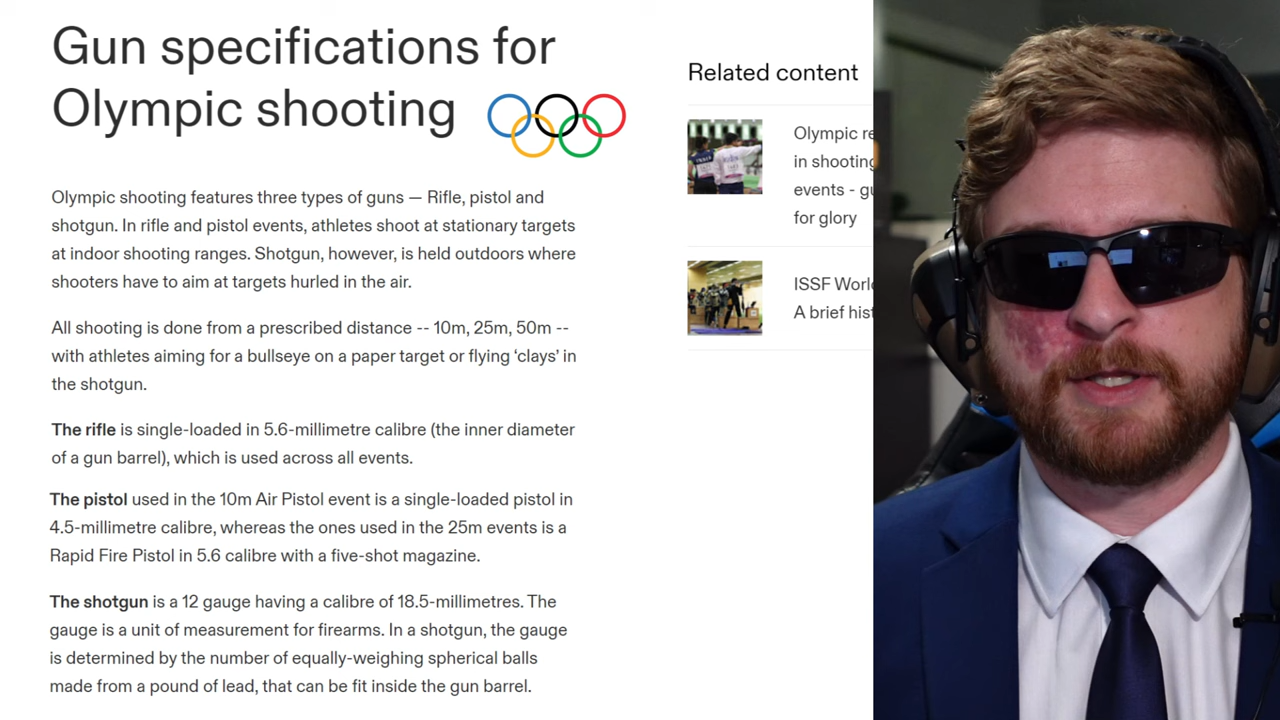 Gun specifications for
Olympic shooting
Olympic shooting features three types of guns — Rifle, pistol and
shotgun. In rifle and pistol events, athletes shoot at stationary targets
at indoor shooting ranges. Shotgun, however, is held outdoors where
shooters have to aim at targets hurled in the air.
All shooting is done from a prescribed distance -- 10m, 25m, 50m --
with athletes aiming for a bullseye on a paper target or flying ‘clays’ in
the shotgun.
The rifle is single-loaded in 5.6-millimetre calibre (the inner diameter
of a gun barrel), which is used across all events.
The pistol used in the 10m Air Pistol event is a single-loaded pistol in
4.5-millimetre calibre, whereas the ones used in the 25m events is a
Rapid Fire Pistol in 5.6 calibre with a five-shot magazine.
The shotgun is a 12 gauge having a calibre of 18.5-millimetres. The
gauge is a unit of measurement for firearms. In a shotgun, the gauge
is determined by the number of equally-weighing spherical balls
made from a pound of lead, that can be fit inside the gun barrel.
Related content
Olympic re
in shooting
events - gu
for glory
ISSF Worl
A brief hist